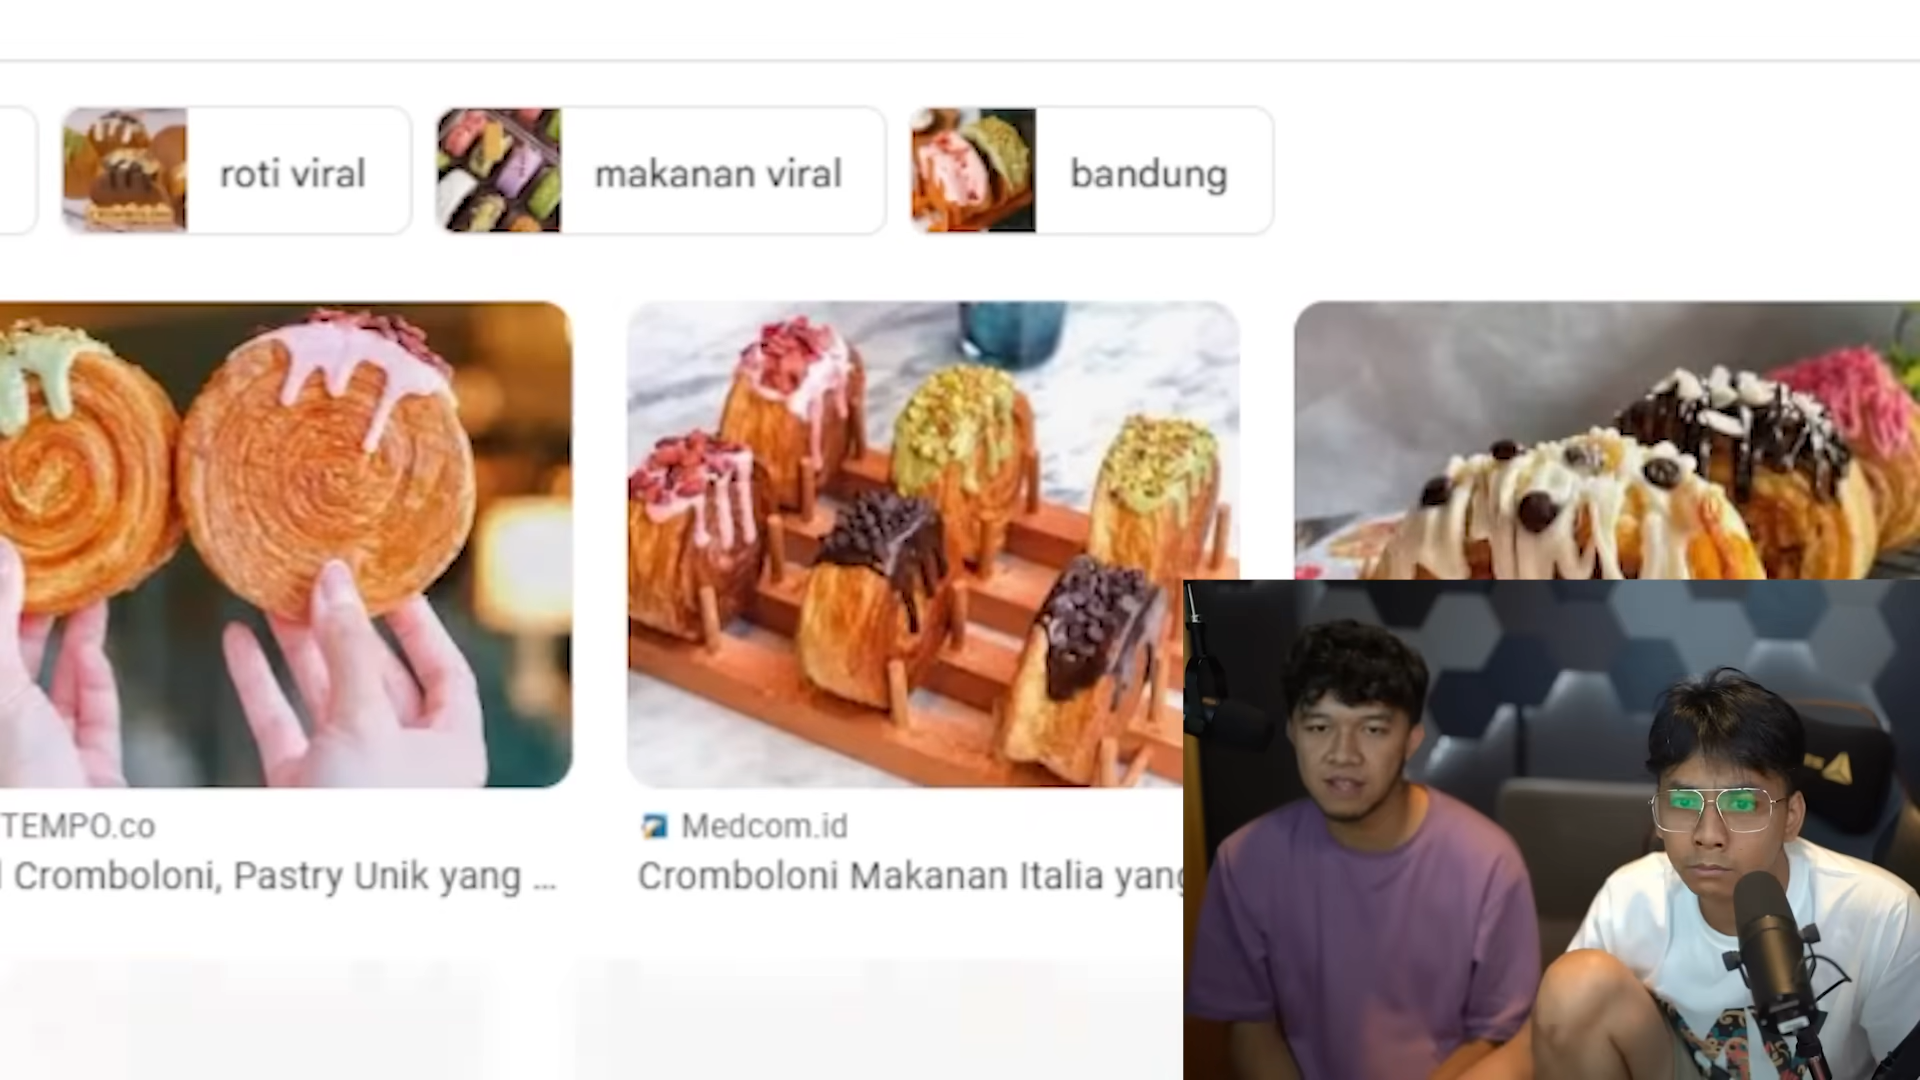 roti viral
makanan viral
bandung
TEMPO.co
Cromboloni, Pastry Unik yang ...
Medcom.id
Cromboloni Makanan Italia yang